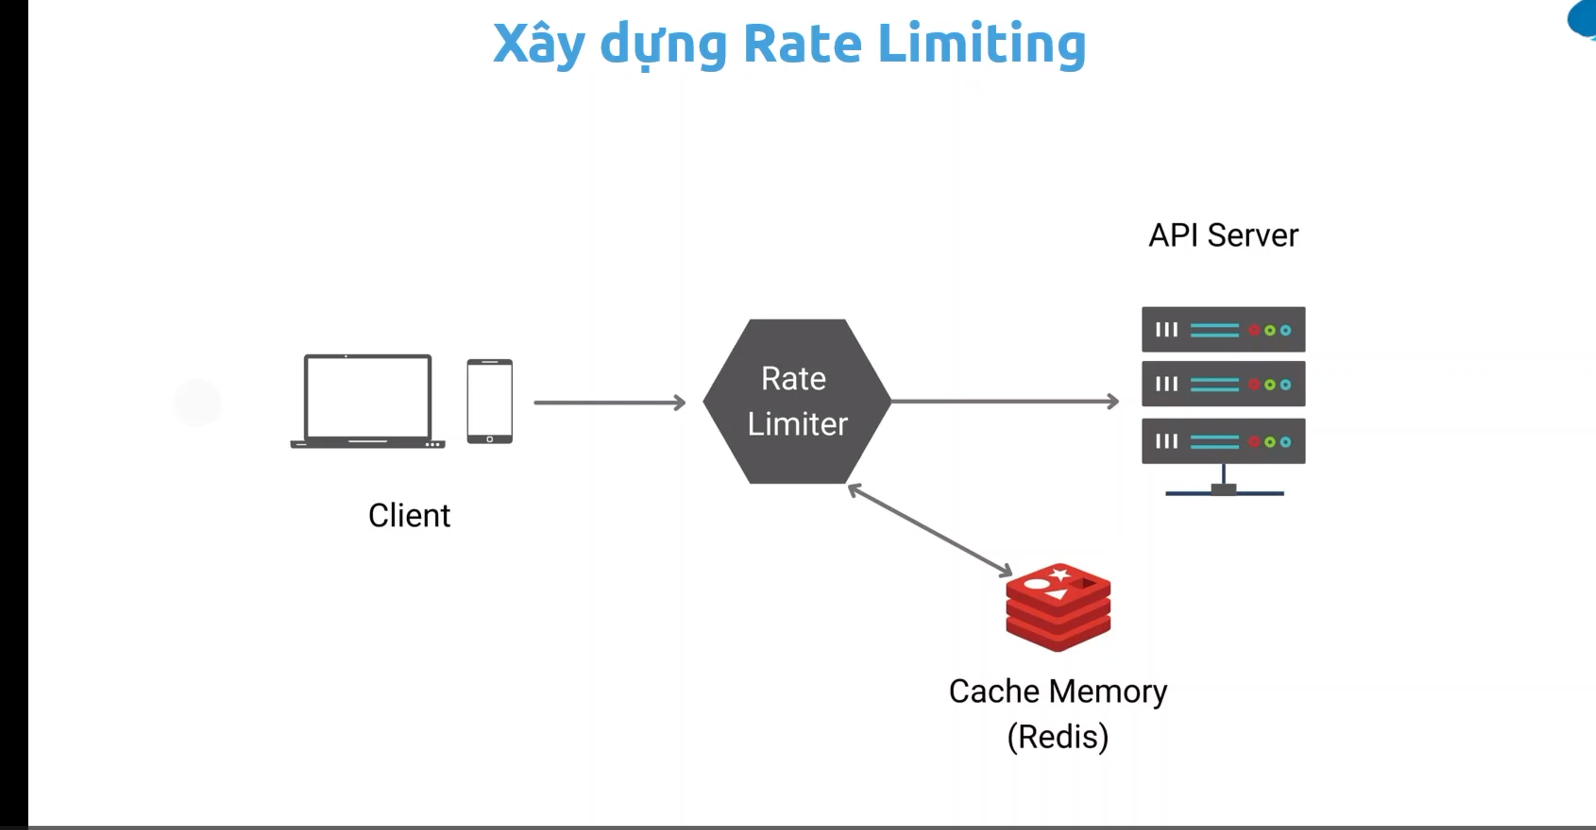 Xây dựng Rate Limiting
API Server
Rate
Limiter
Client
Cache Memory
(Redis)